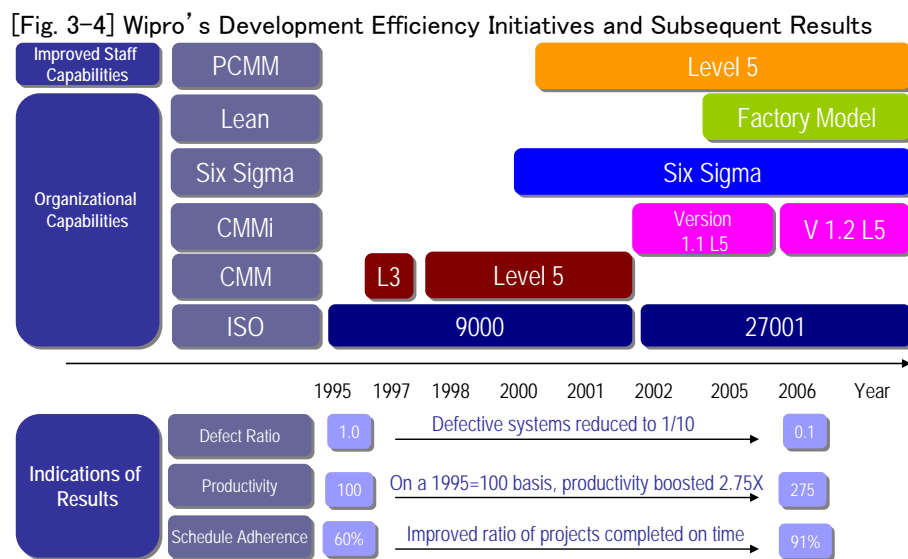 [Fig. 3-4] Wipro's Development Efficiency Initiatives and Subsequent Results
Improved Staff
Capabilities
PCMM
Level 5
Lean
Factory Model
Six Sigma
Six Sigma
Organizational
Capabilities
CMMi
Version
1.1 L5
V 1.2 L5
CMM
L3
Level 5
ISO
9000
27001
1995 1997 1998 2000 2001 2002 2005 2006 Year
Indications of
Results
Defect Ratio
1.0
Defective systems reduced to 1/10
0.1
Productivity
100
On a 1995=100 basis, productivity boosted 2.75X
275
Schedule Adherence
60%
Improved ratio of projects completed on time
91%